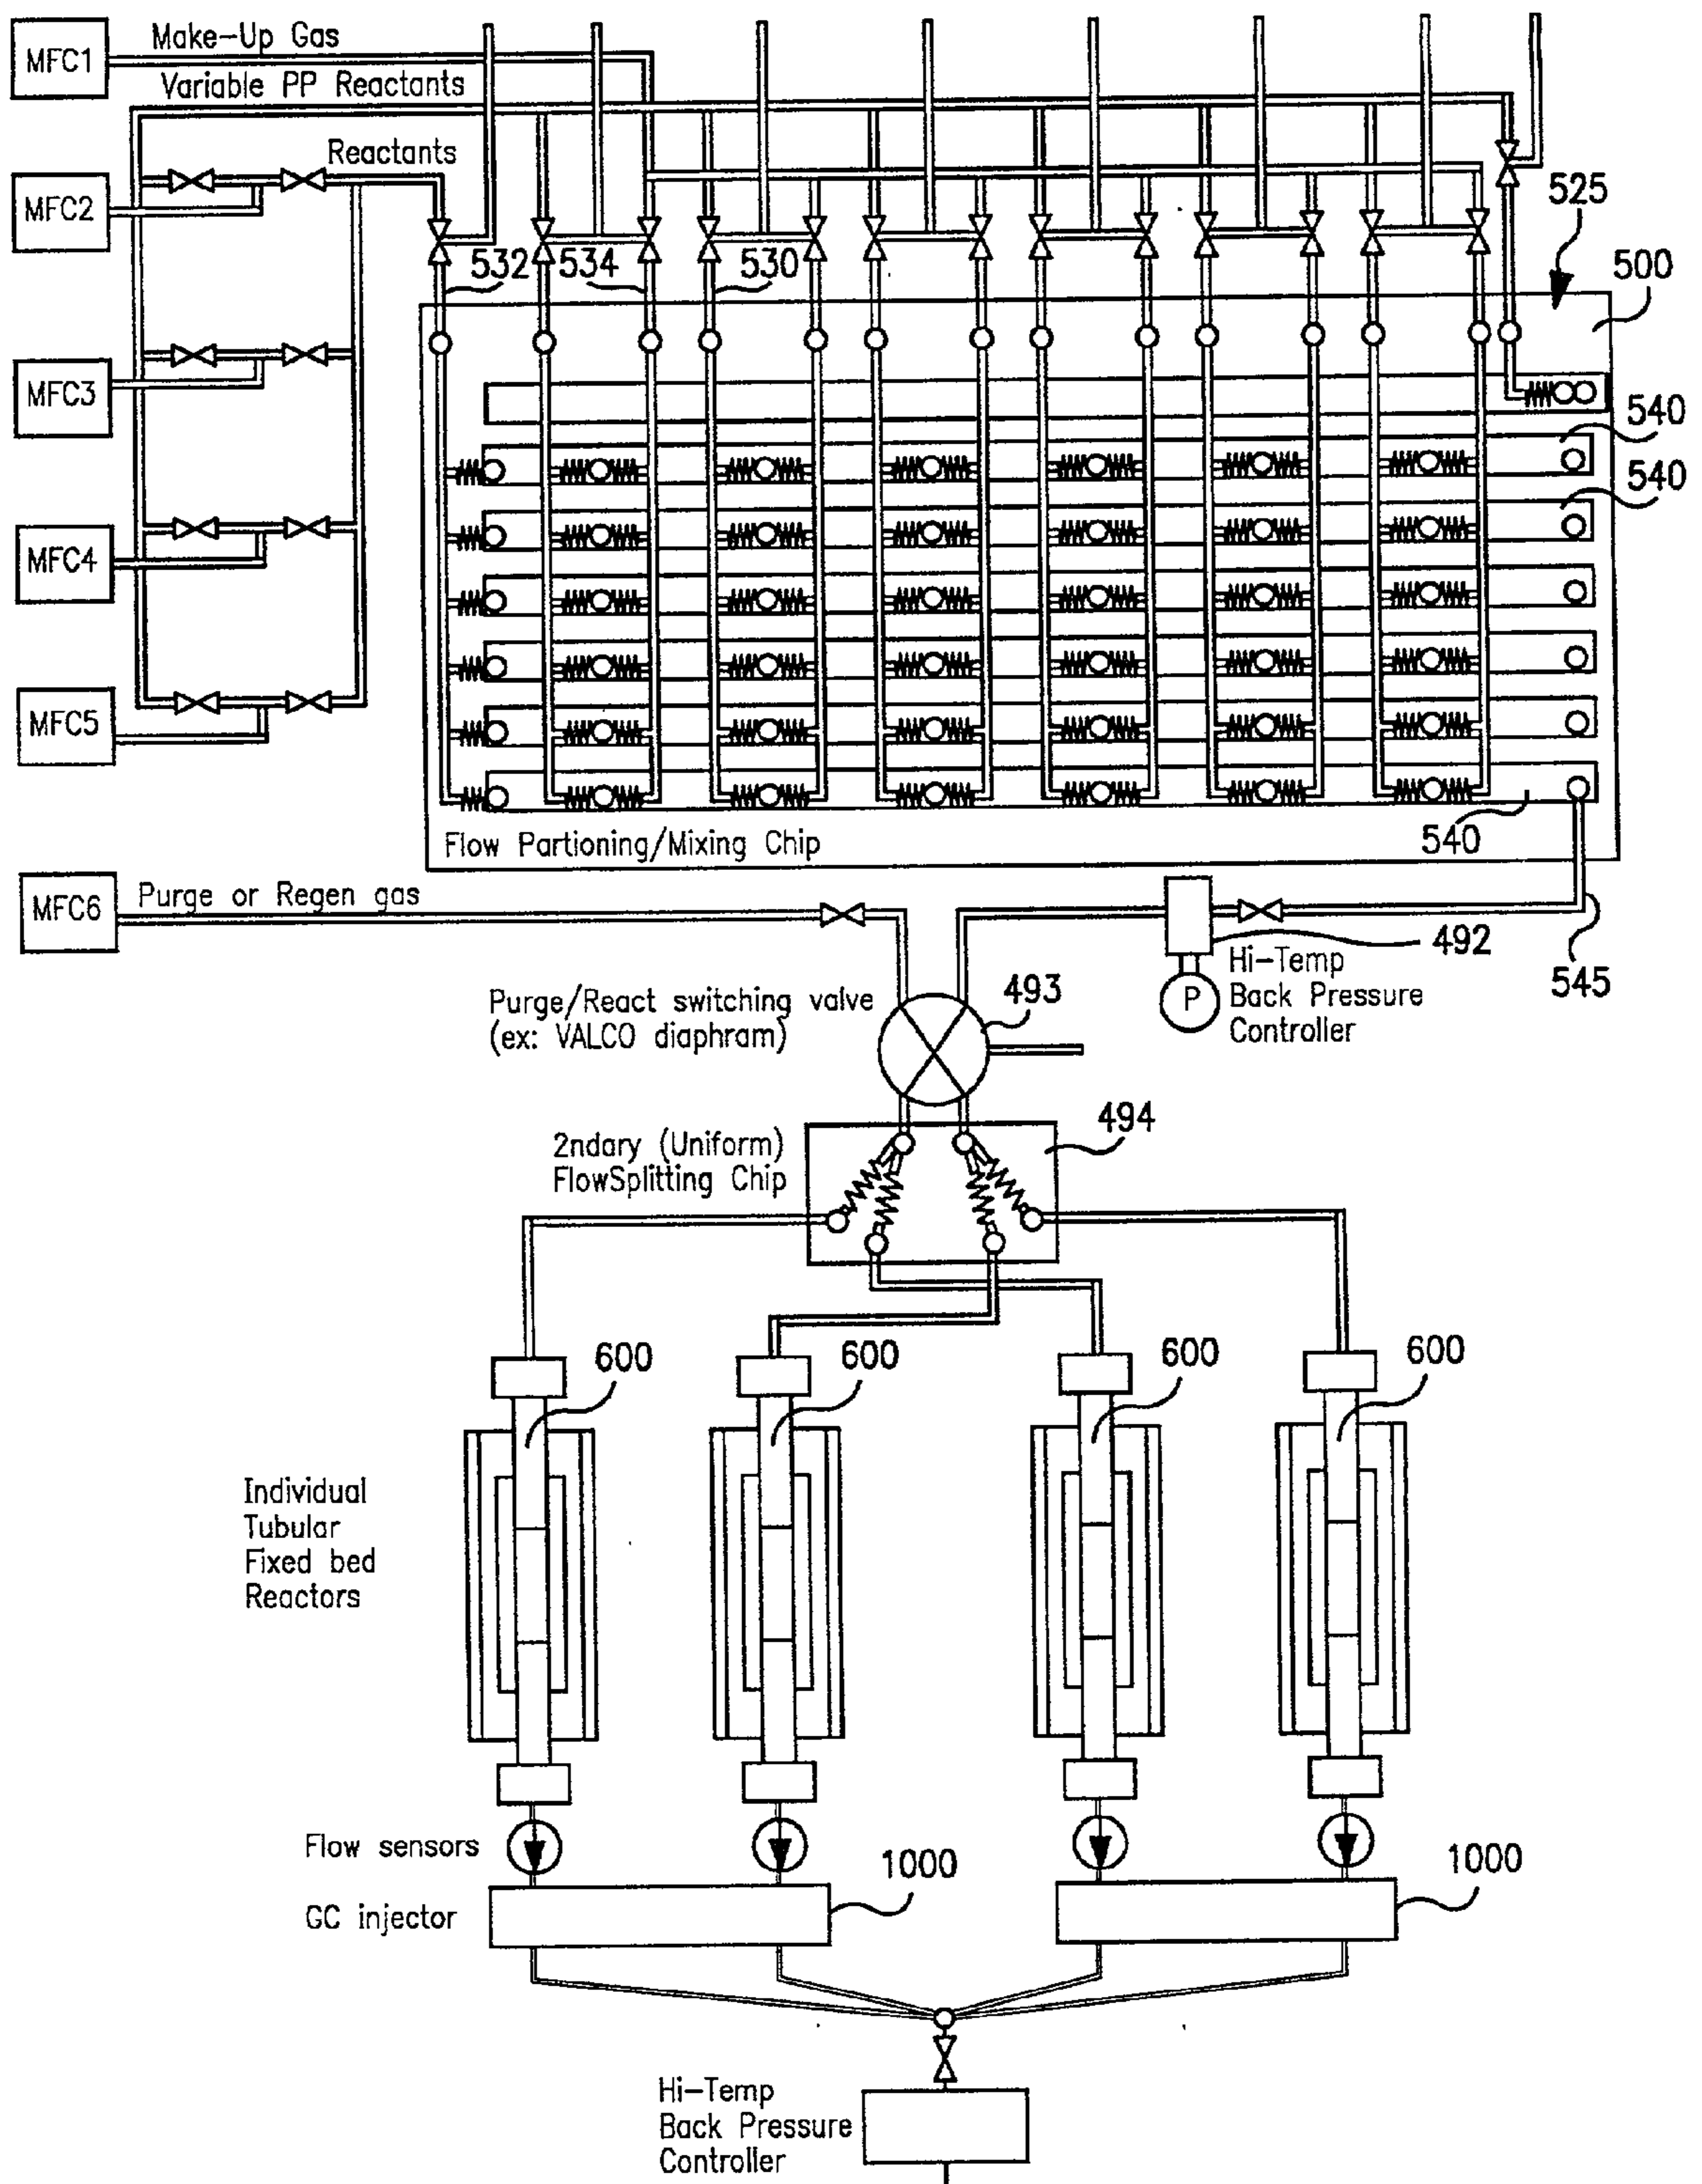 MFC1
Make-Up Gas
Variable PP Reactants
Reactants
MFC2
525
500
532
534
530
MFC3
540
540
MFC4
MFC5
540
Flow Partioning/Mixing Chip
MFC6
Purge or Regen gas
492
545
Hi-Temp
Back Pressure
Controller
P
Purge/React switching valve
(ex: VALCO diaphram)
493
494
2ndary (Uniform)
FlowSplitting Chip
600
600
600
600
Individual
Tubular
Fixed bed
Reactors
Flow sensors
1000
1000
GC injector
Hi-Temp
Back Pressure
Controller